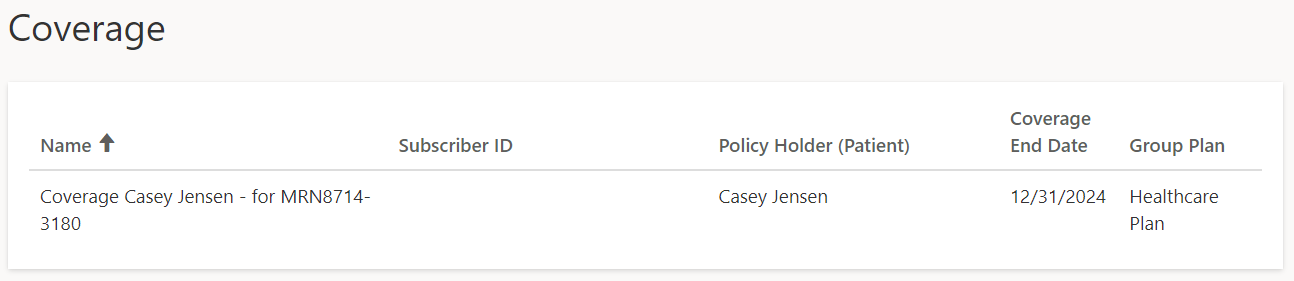 Coverage
Coverage
Name Subscriber ID Policy Holder (Patient) End Date Group Plan
Coverage Casey Jensen - for MRN8714- Casey Jensen 12/31/2024 Healthcare
3180 Plan